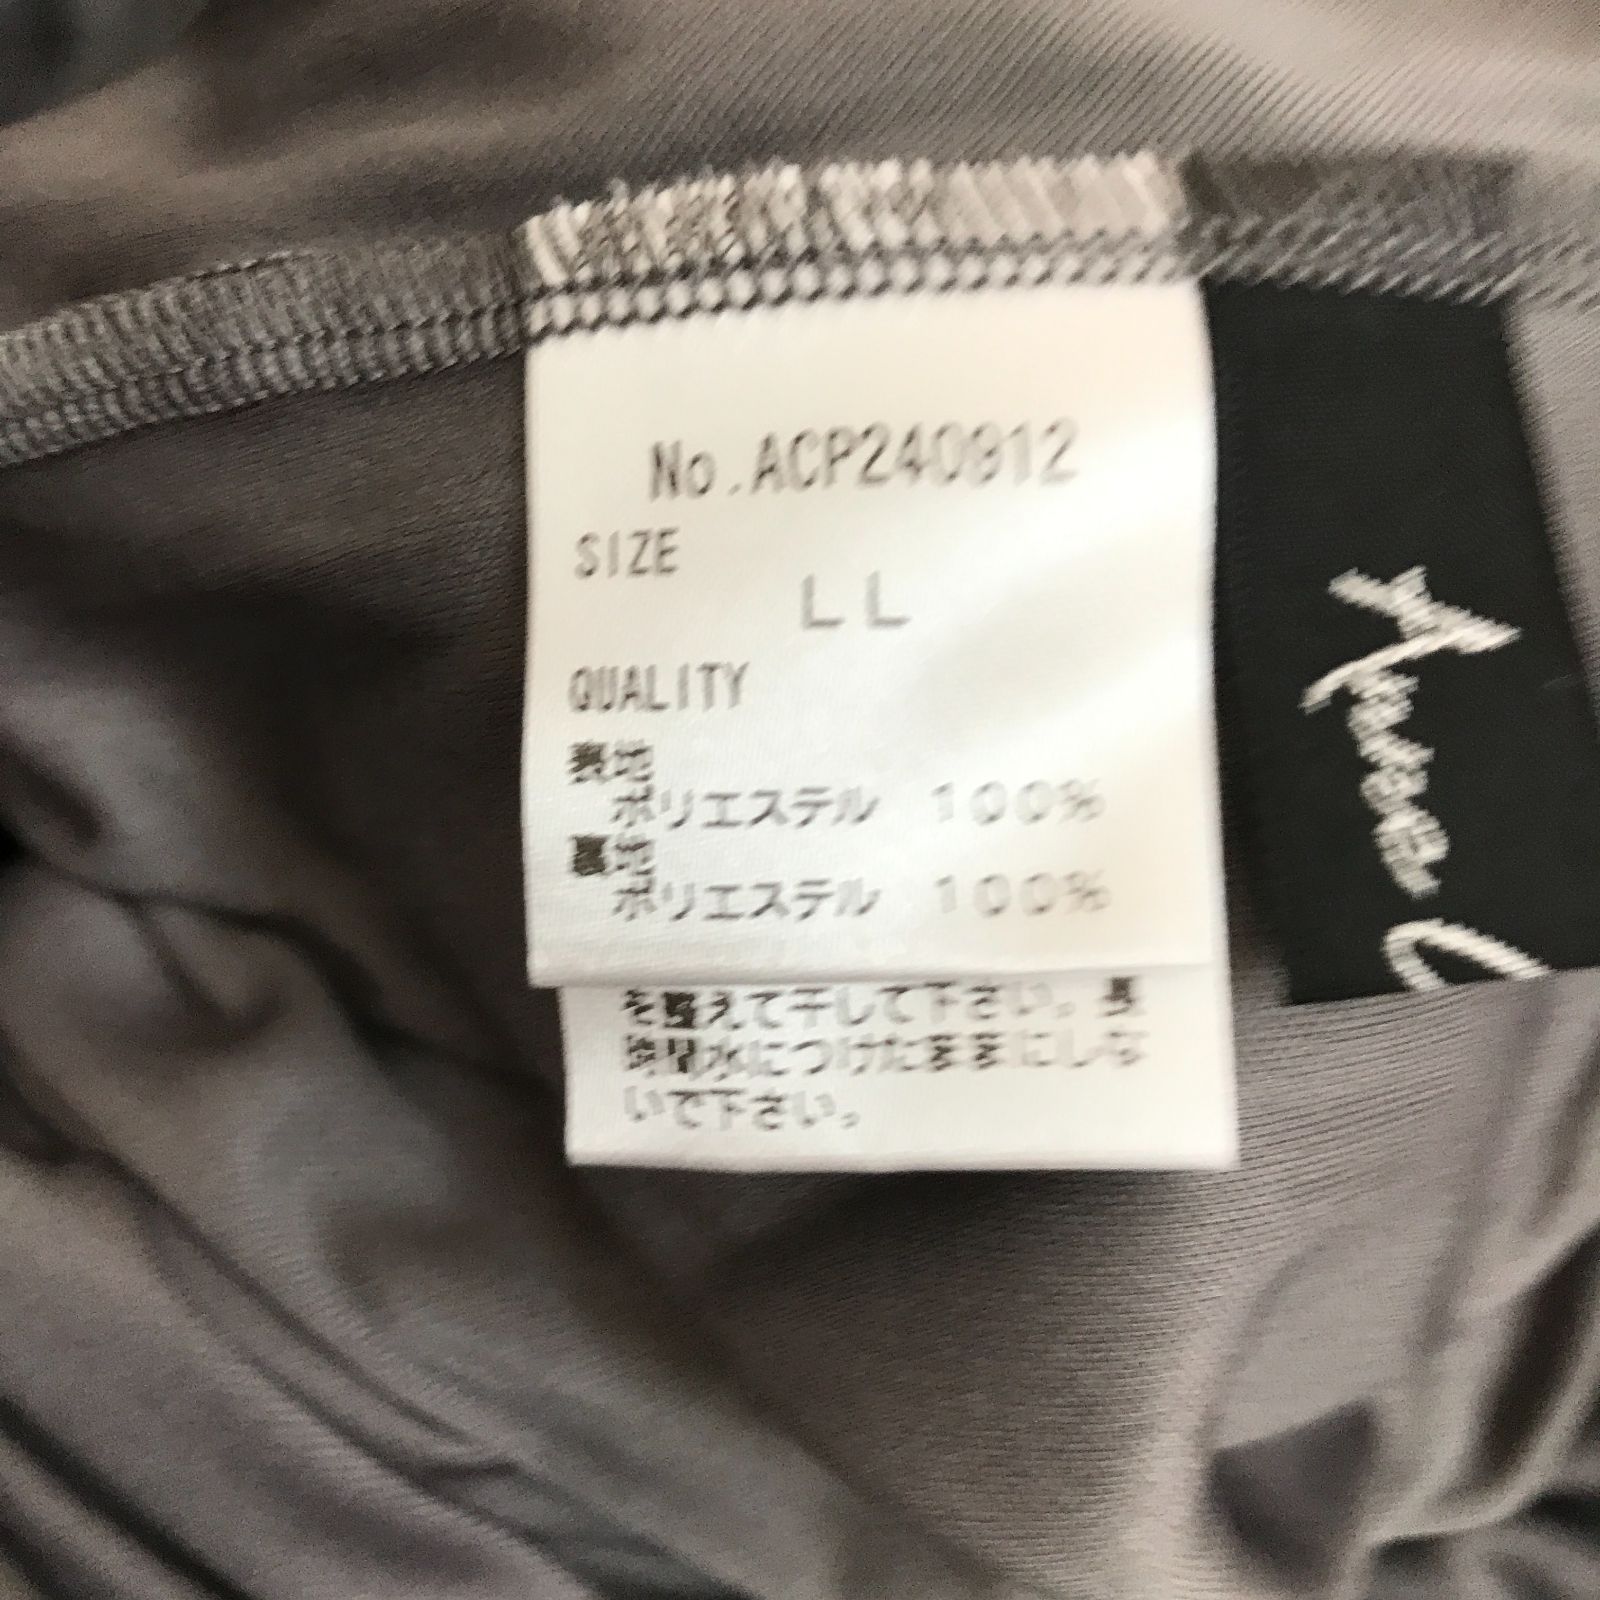 No.ACP240912
SIZE
LL
QUALITY
表地
ポリエステル 100%
裏地
ポリエステル 100%
を整えて干して下さい。長
時間水につけたままにしな
いで下さい。